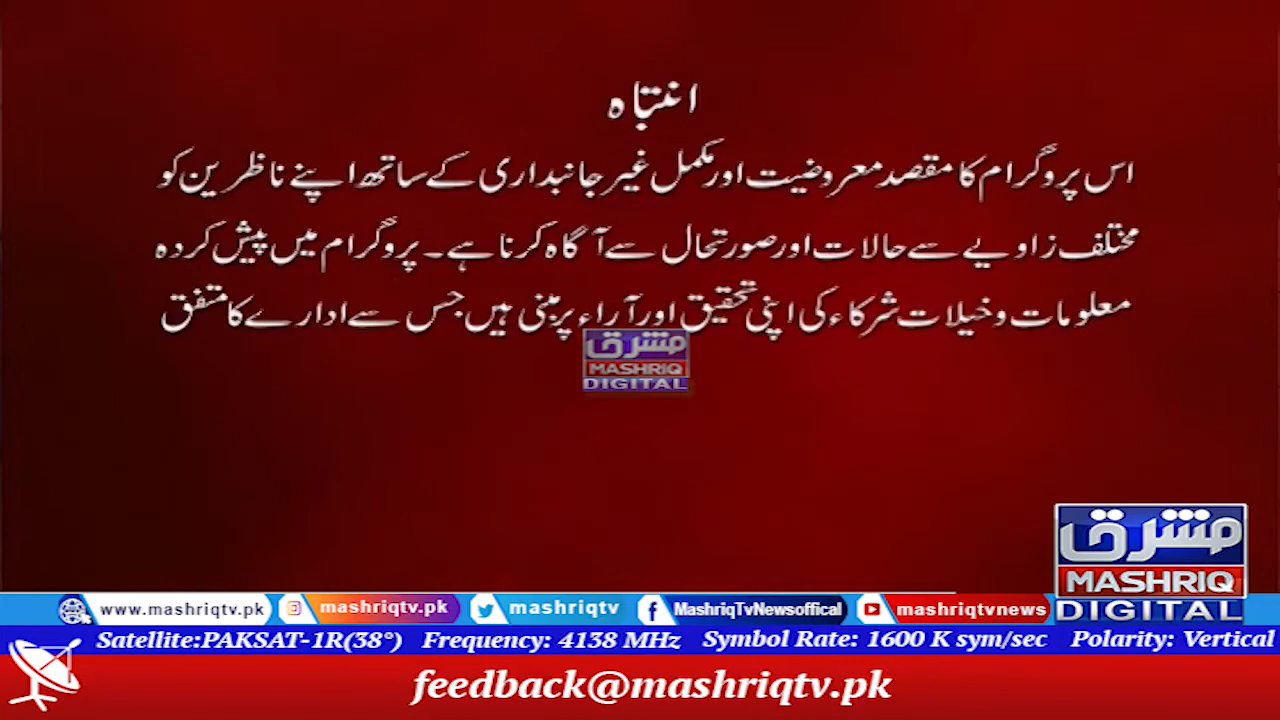 انتباہ
اس پروگرام کا مقصد معروضیت اور مکمل غیر جانبداری کے ساتھ اپنے ناظرین کو
مختلف زاویے سے حالات اور صورتحال سے آگاہ کرنا ہے۔ پروگرام میں پیش کردہ
معلومات و خیلات شرکاء کی اپنی تحقیق اور آراء پر مبنی ہیں جس سے ادارے کا متفق
مشرق
MASHRIQ
DIGITAL
مشرق
MASHRIQ
DIGITAL
www.mashriqtv.pk mashriqtv.pk mashriqtv MashriqTvNewsoffical mashriqtvnews
Satellite:PAKSAT-1R(38°) Frequency: 4138 MHz Symbol Rate: 1600 K sym/sec Polarity: Vertical
feedback@mashriqtv.pk